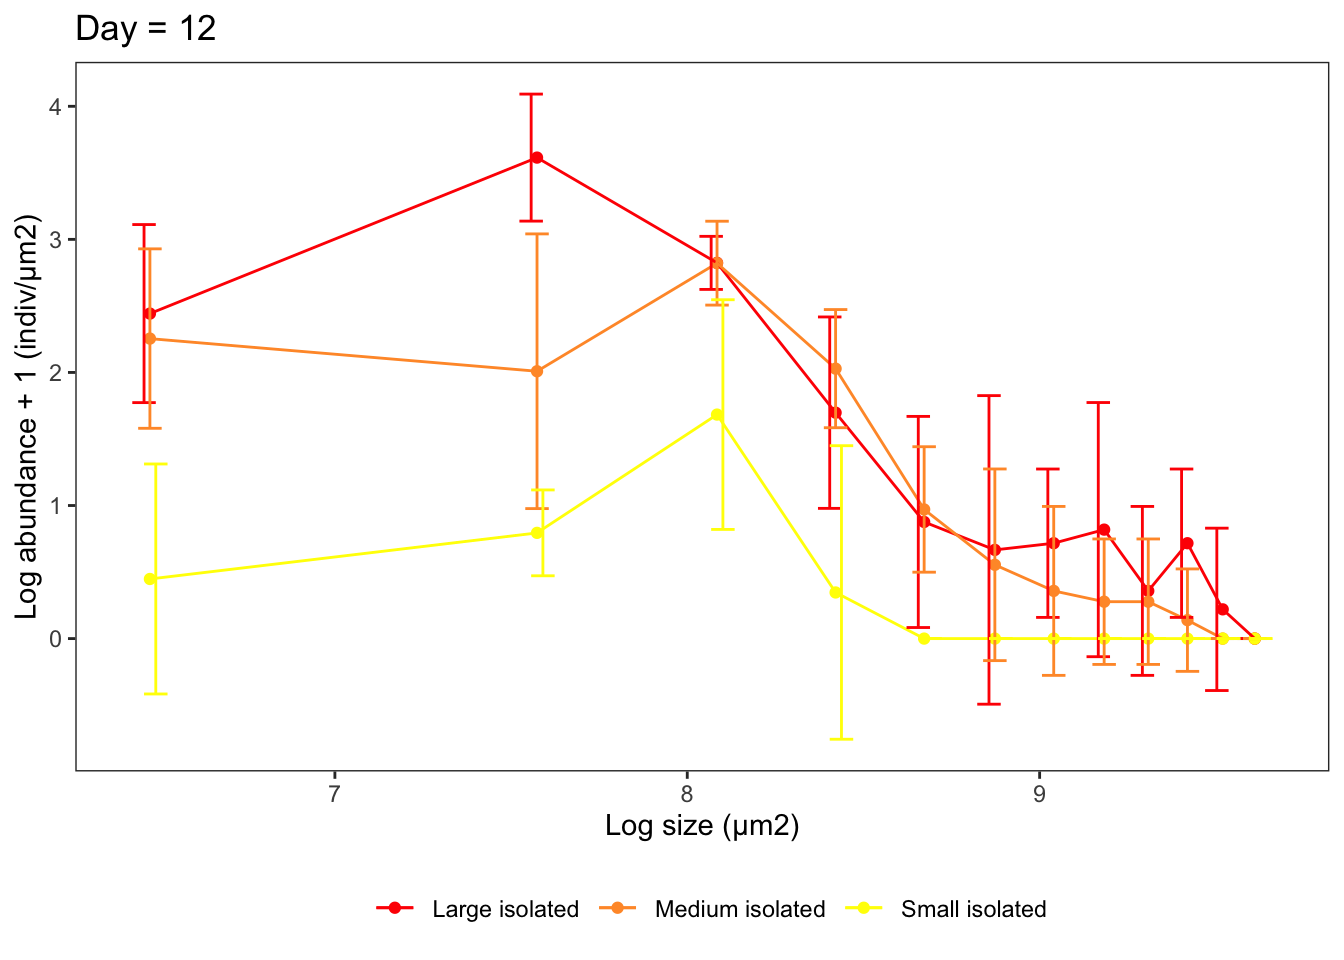 Day = 12
Log abundance + 1 (indiv/µm2)
4
3
2
1
0
7 8 9
Log size (µm2)
Large isolated Medium isolated Small isolated